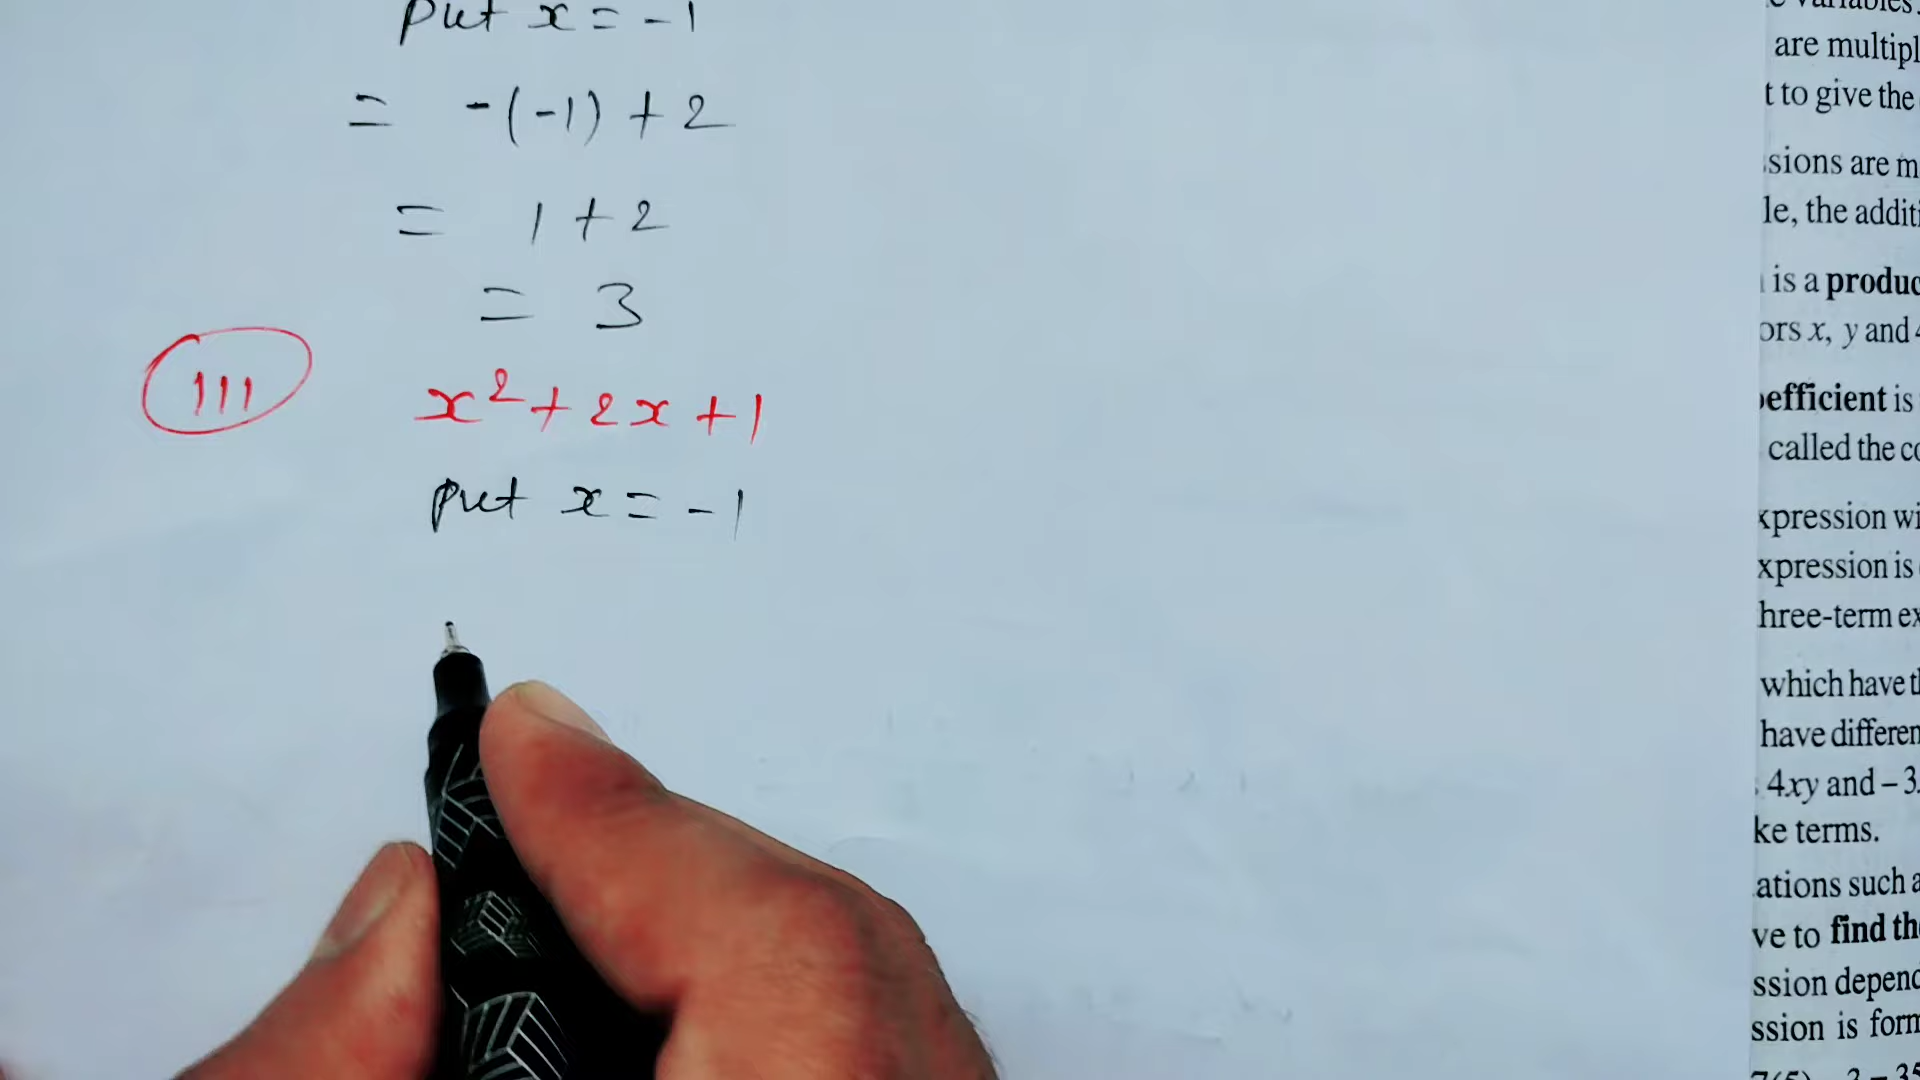 put x = -1
= -(-1) + 2
= 1 + 2
= 3
(iii) x² + 2x + 1
put x = -1
are multipl
t to give the
sions are m
le, the additi
is a produc
ors x, y and 4
efficient is
called the co
xpression wi
xpression is
hree-term ex
which have th
have differen
4xy and – 3
ke terms.
ations such a
ve to find the
ssion depend
ssion is form